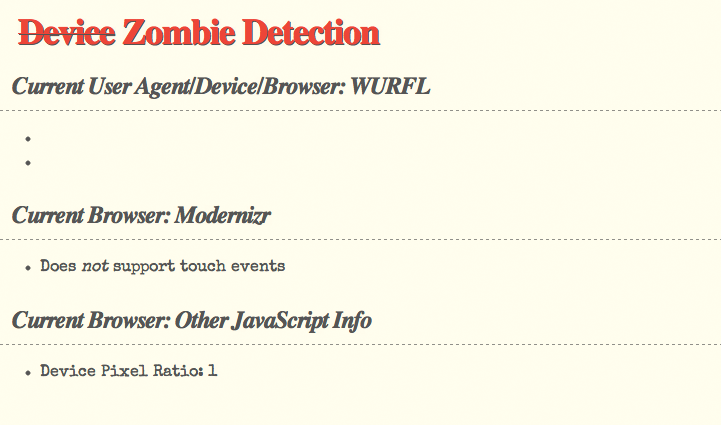 Device Zombie Detection
Current User Agent/Device/Browser: WURFL
Current Browser: Modernizr
Does not support touch events
Current Browser: Other JavaScript Info
Device Pixel Ratio: 1